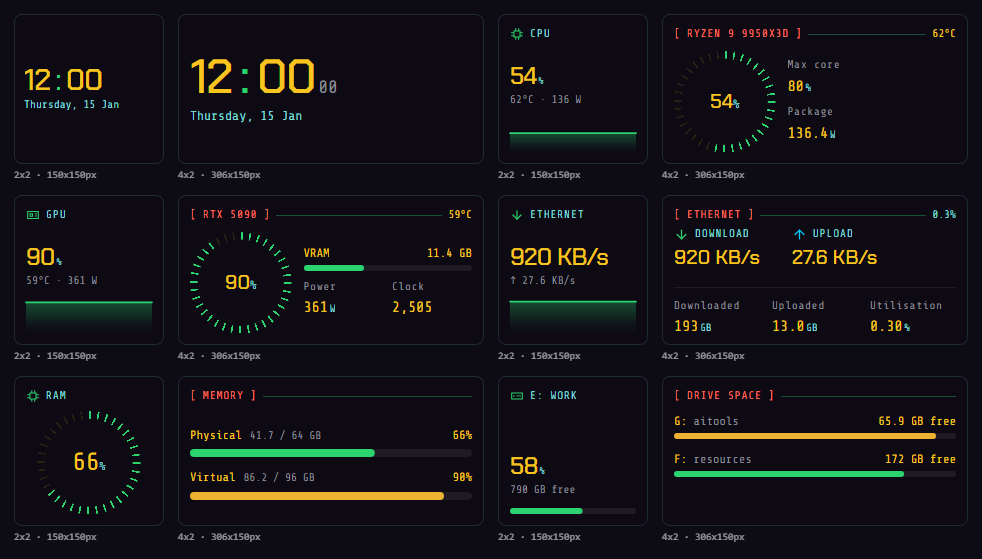 12:00
Thursday, 15 Jan
2x2 · 150x150px
12:00 00
Thursday, 15 Jan
4x2 · 306x150px
CPU
54%
62°C · 136 W
2x2 · 150x150px
[ RYZEN 9 9950X3D ] 62°C
54%
Max core
80%
Package
136.4W
4x2 · 306x150px
GPU
90%
59°C · 361 W
2x2 · 150x150px
[ RTX 5090 ] 59°C
90%
VRAM 11.4 GB
Power Clock
361W 2,505
4x2 · 306x150px
ETHERNET
920 KB/s
↑ 27.6 KB/s
2x2 · 150x150px
[ ETHERNET ] 0.3%
↓ DOWNLOAD ↑ UPLOAD
920 KB/s 27.6 KB/s
Downloaded Uploaded Utilisation
193GB 13.0GB 0.30%
4x2 · 306x150px
RAM
66%
2x2 · 150x150px
[ MEMORY ]
Physical 41.7 / 64 GB 66%
Virtual 86.2 / 96 GB 90%
4x2 · 306x150px
E: WORK
58%
790 GB free
2x2 · 150x150px
[ DRIVE SPACE ]
G: aitools 65.9 GB free
F: resources 172 GB free
4x2 · 306x150px